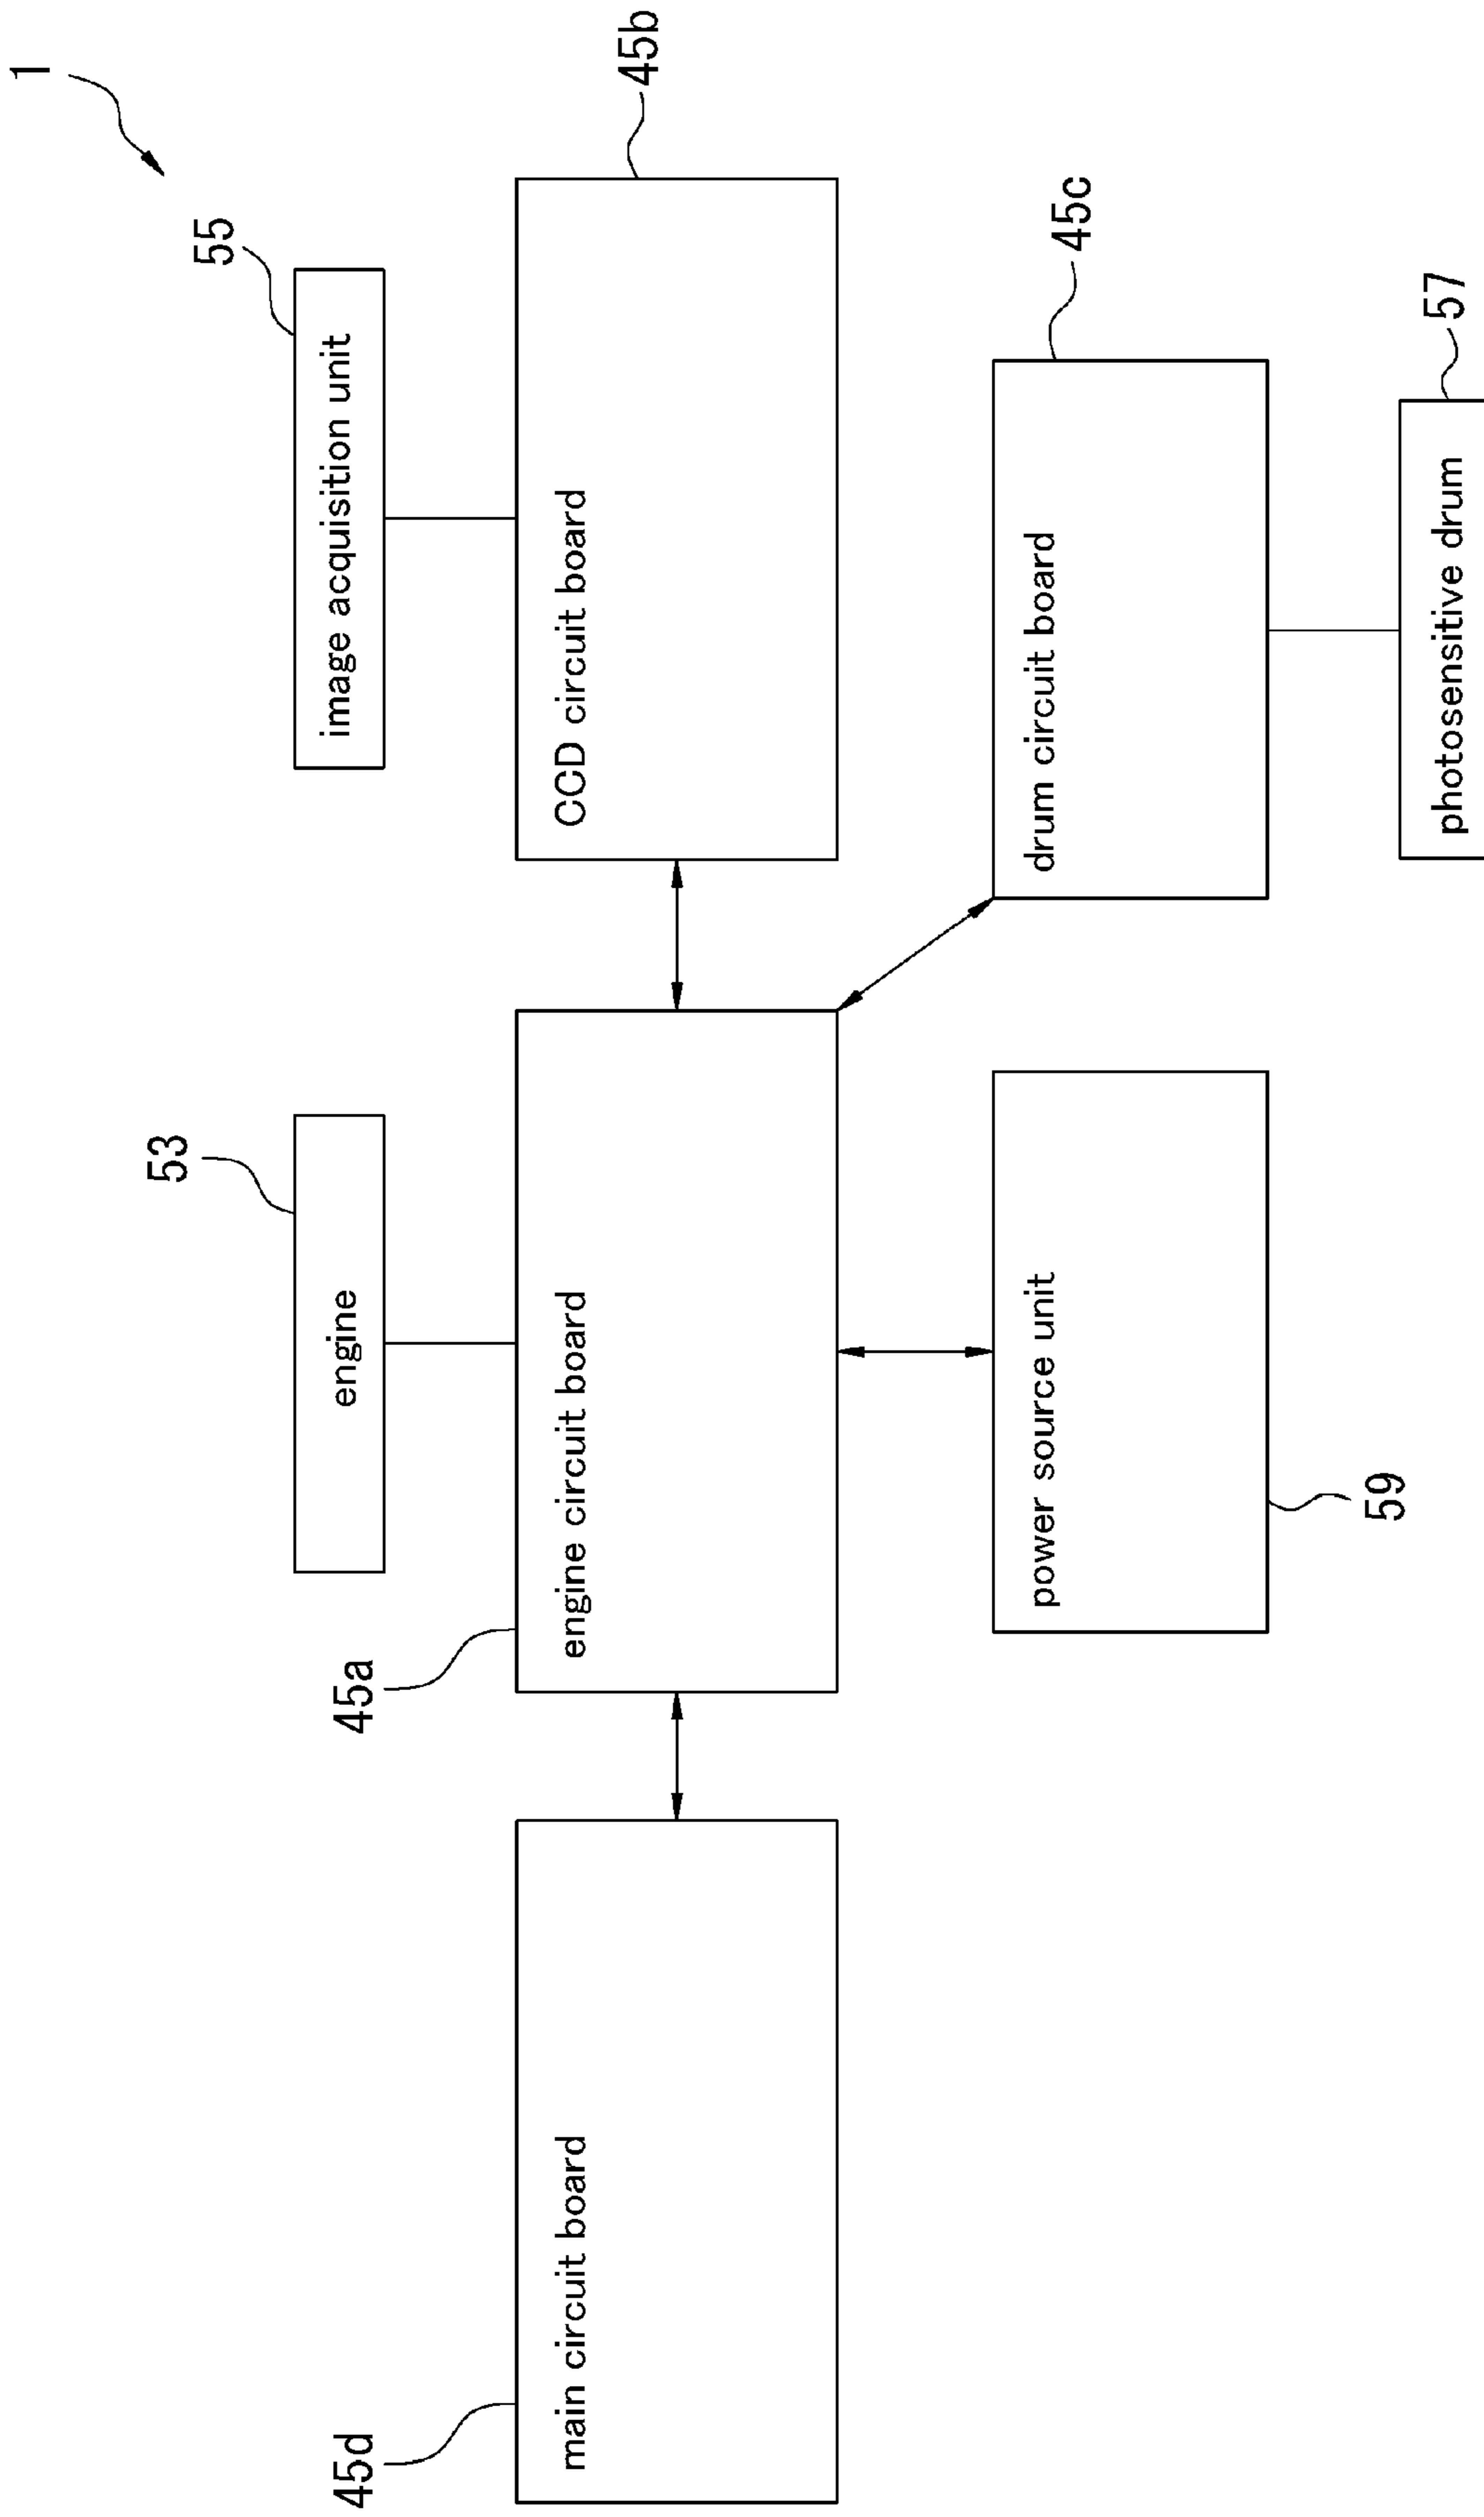 1
55
image acquisition unit
53
engine
45d
45a
45b
main circuit board
engine circuit board
CCD circuit board
45c
power source unit
drum circuit board
59
57
photosensitive drum